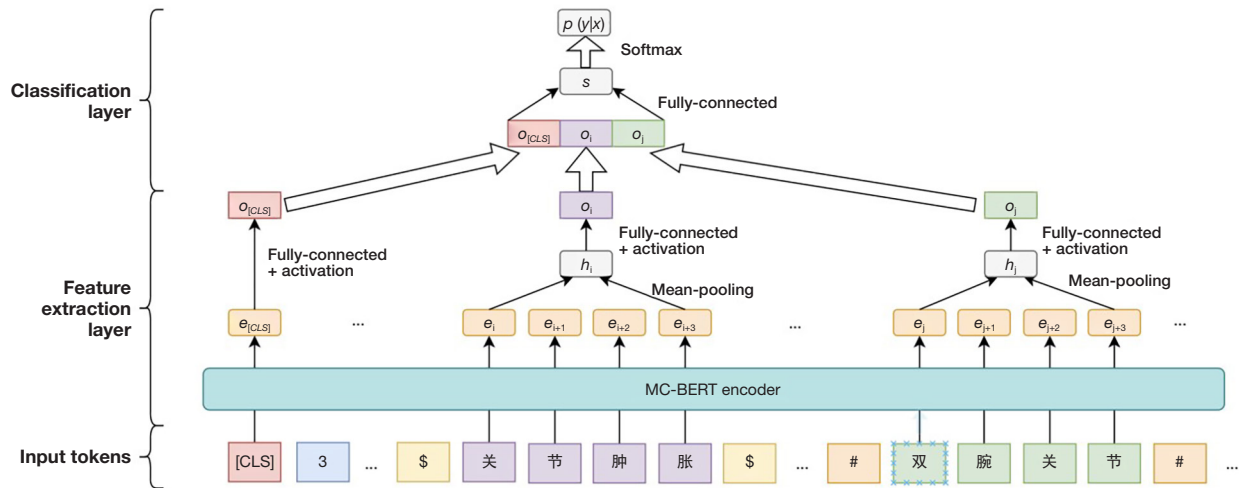 p (y|x)
Softmax
Classification
layer
s
Fully-connected
o[CLS] oi oj
o[CLS] oi oj
Fully-connected
+ activation
Fully-connected
+ activation
Fully-connected
+ activation
hi hj
Feature
extraction
layer
Mean-pooling Mean-pooling
e[CLS] ... ei ei+1 ei+2 ei+3 ... ej ej+1 ej+2 ej+3 ...
MC-BERT encoder
Input tokens
[CLS] 3 ... $ 关 节 肿 胀 $ ... # 双 腕 关 节 # ...